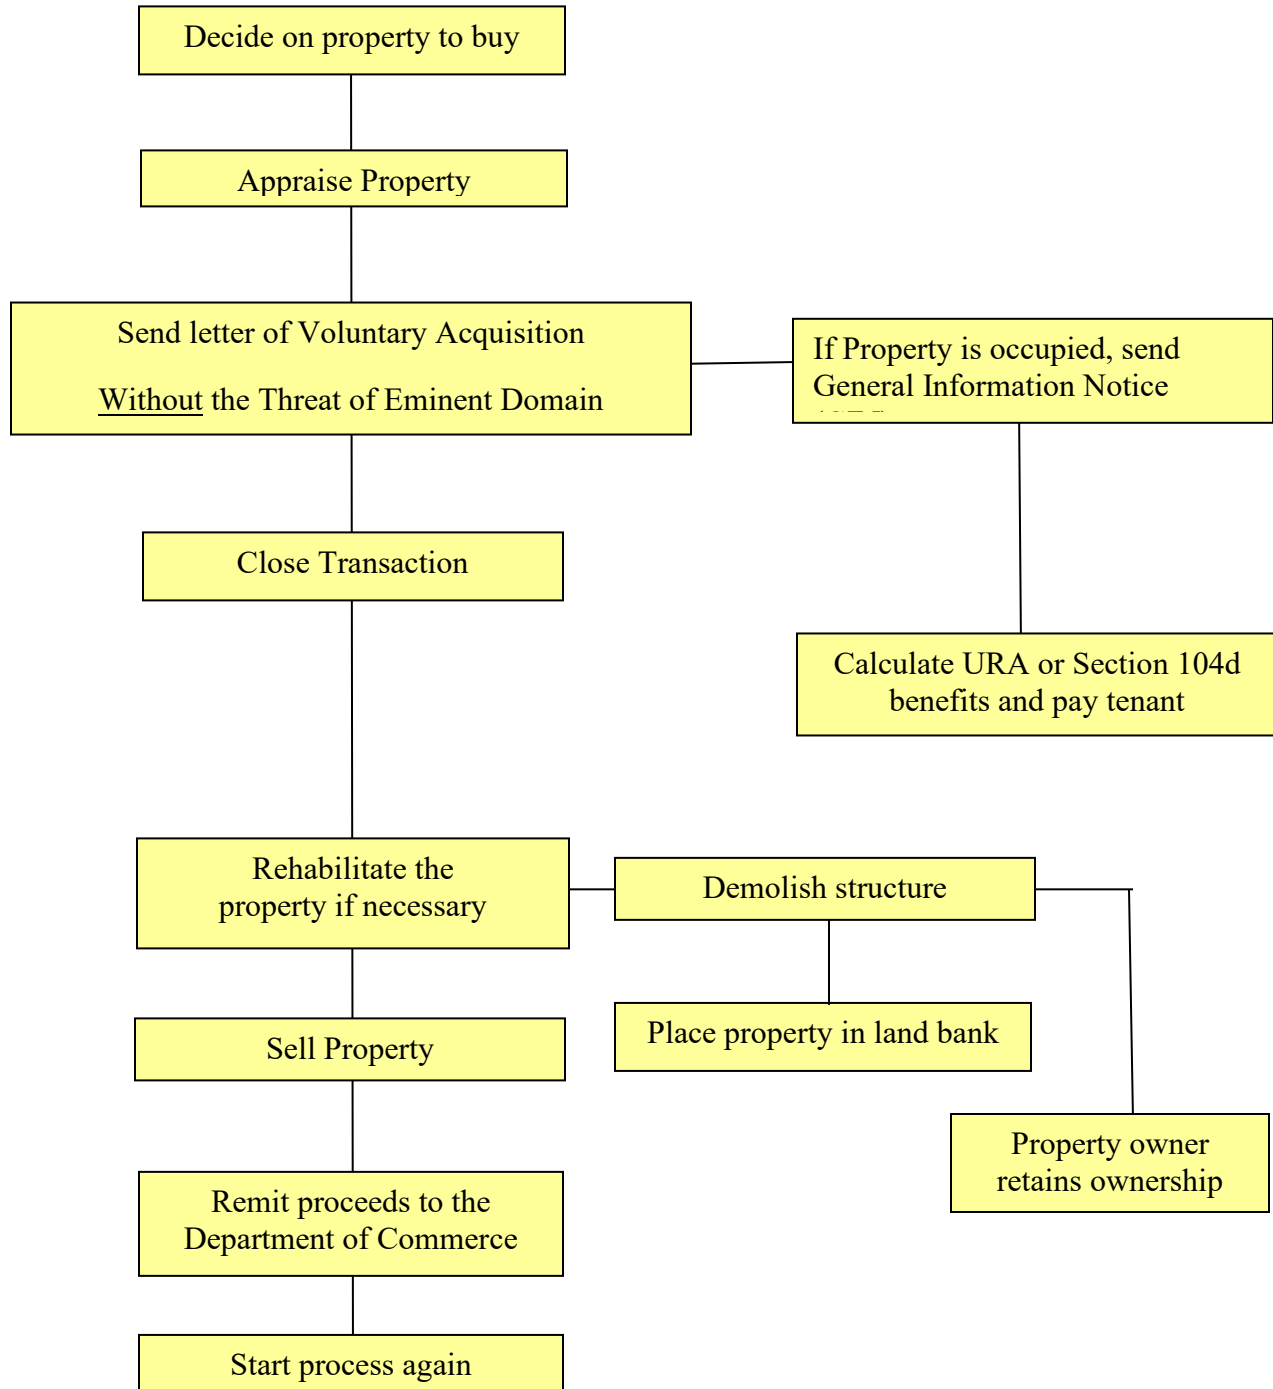 Decide on property to buy
Appraise Property
Send letter of Voluntary Acquisition
Without the Threat of Eminent Domain
If Property is occupied, send
General Information Notice
Close Transaction
Calculate URA or Section 104d
benefits and pay tenant
Rehabilitate the
property if necessary
Demolish structure
Place property in land bank
Sell Property
Property owner
retains ownership
Remit proceeds to the
Department of Commerce
Start process again